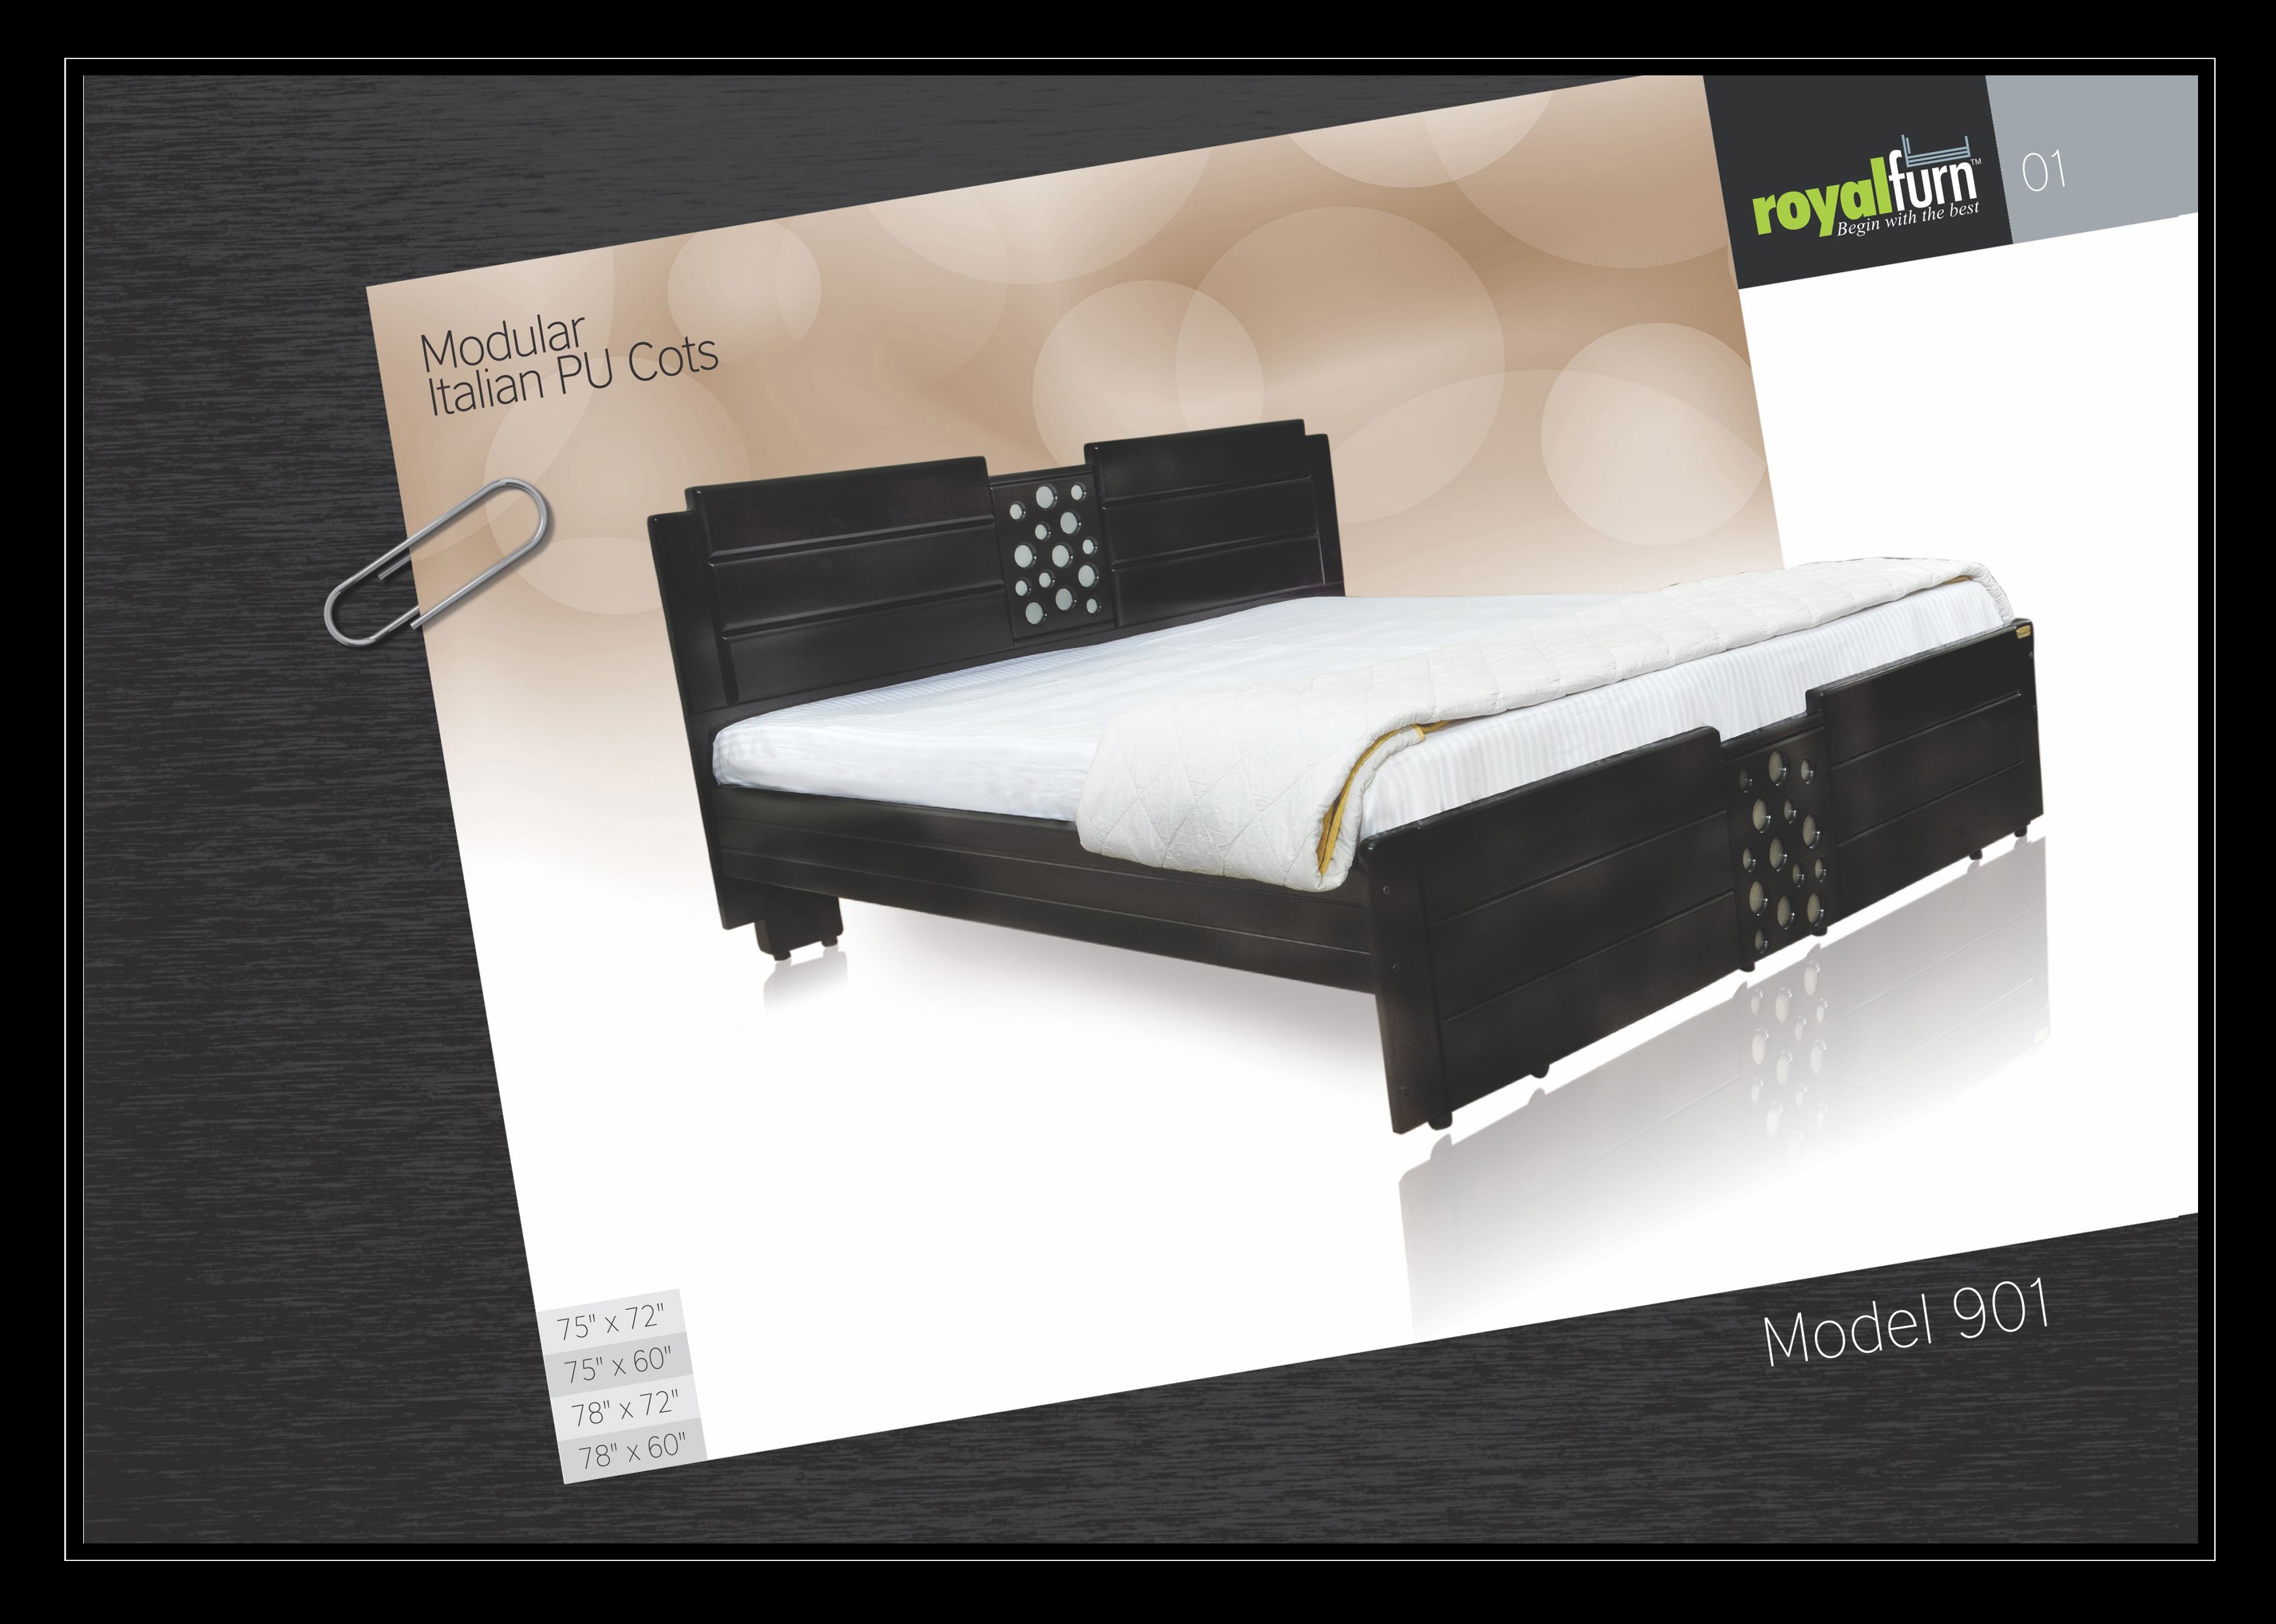 royalfurn™
Begin with the best
01
Modular
Italian PU Cots
75" x 72"
75" x 60"
78" x 72"
78" x 60"
Model 901